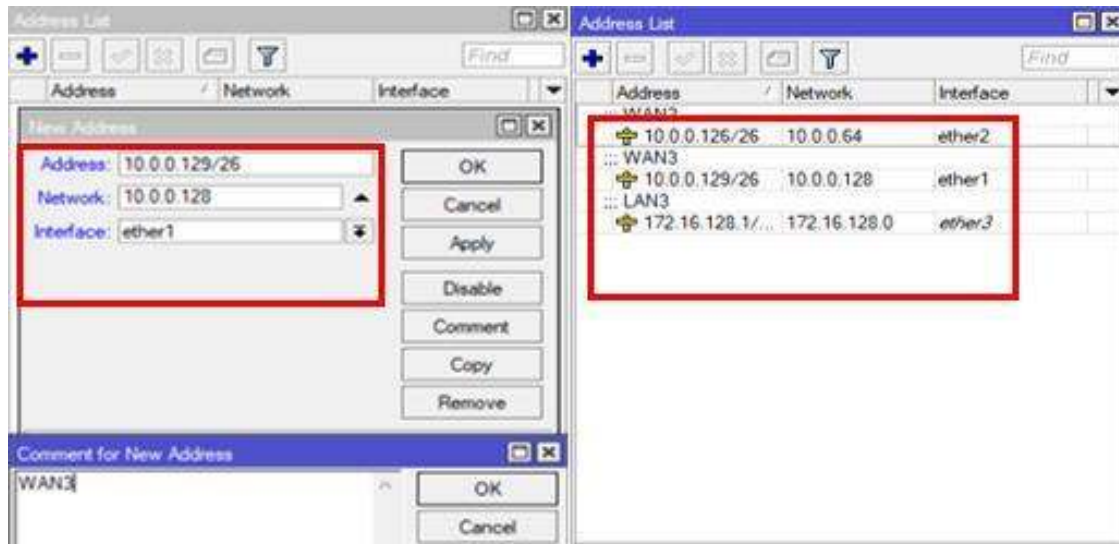 Address List
Find
Address / Network Interface
New Address
Address: 10.0.0.129/26
Network: 10.0.0.128
Interface: ether1
OK
Cancel
Apply
Disable
Comment
Copy
Remove
Comment for New Address
WAN3
OK
Cancel
Address List
Find
Address / Network Interface
::: WAN2
10.0.0.126/26 10.0.0.64 ether2
::: WAN3
10.0.0.129/26 10.0.0.128 ether1
::: LAN3
172.16.128.1/... 172.16.128.0 ether3